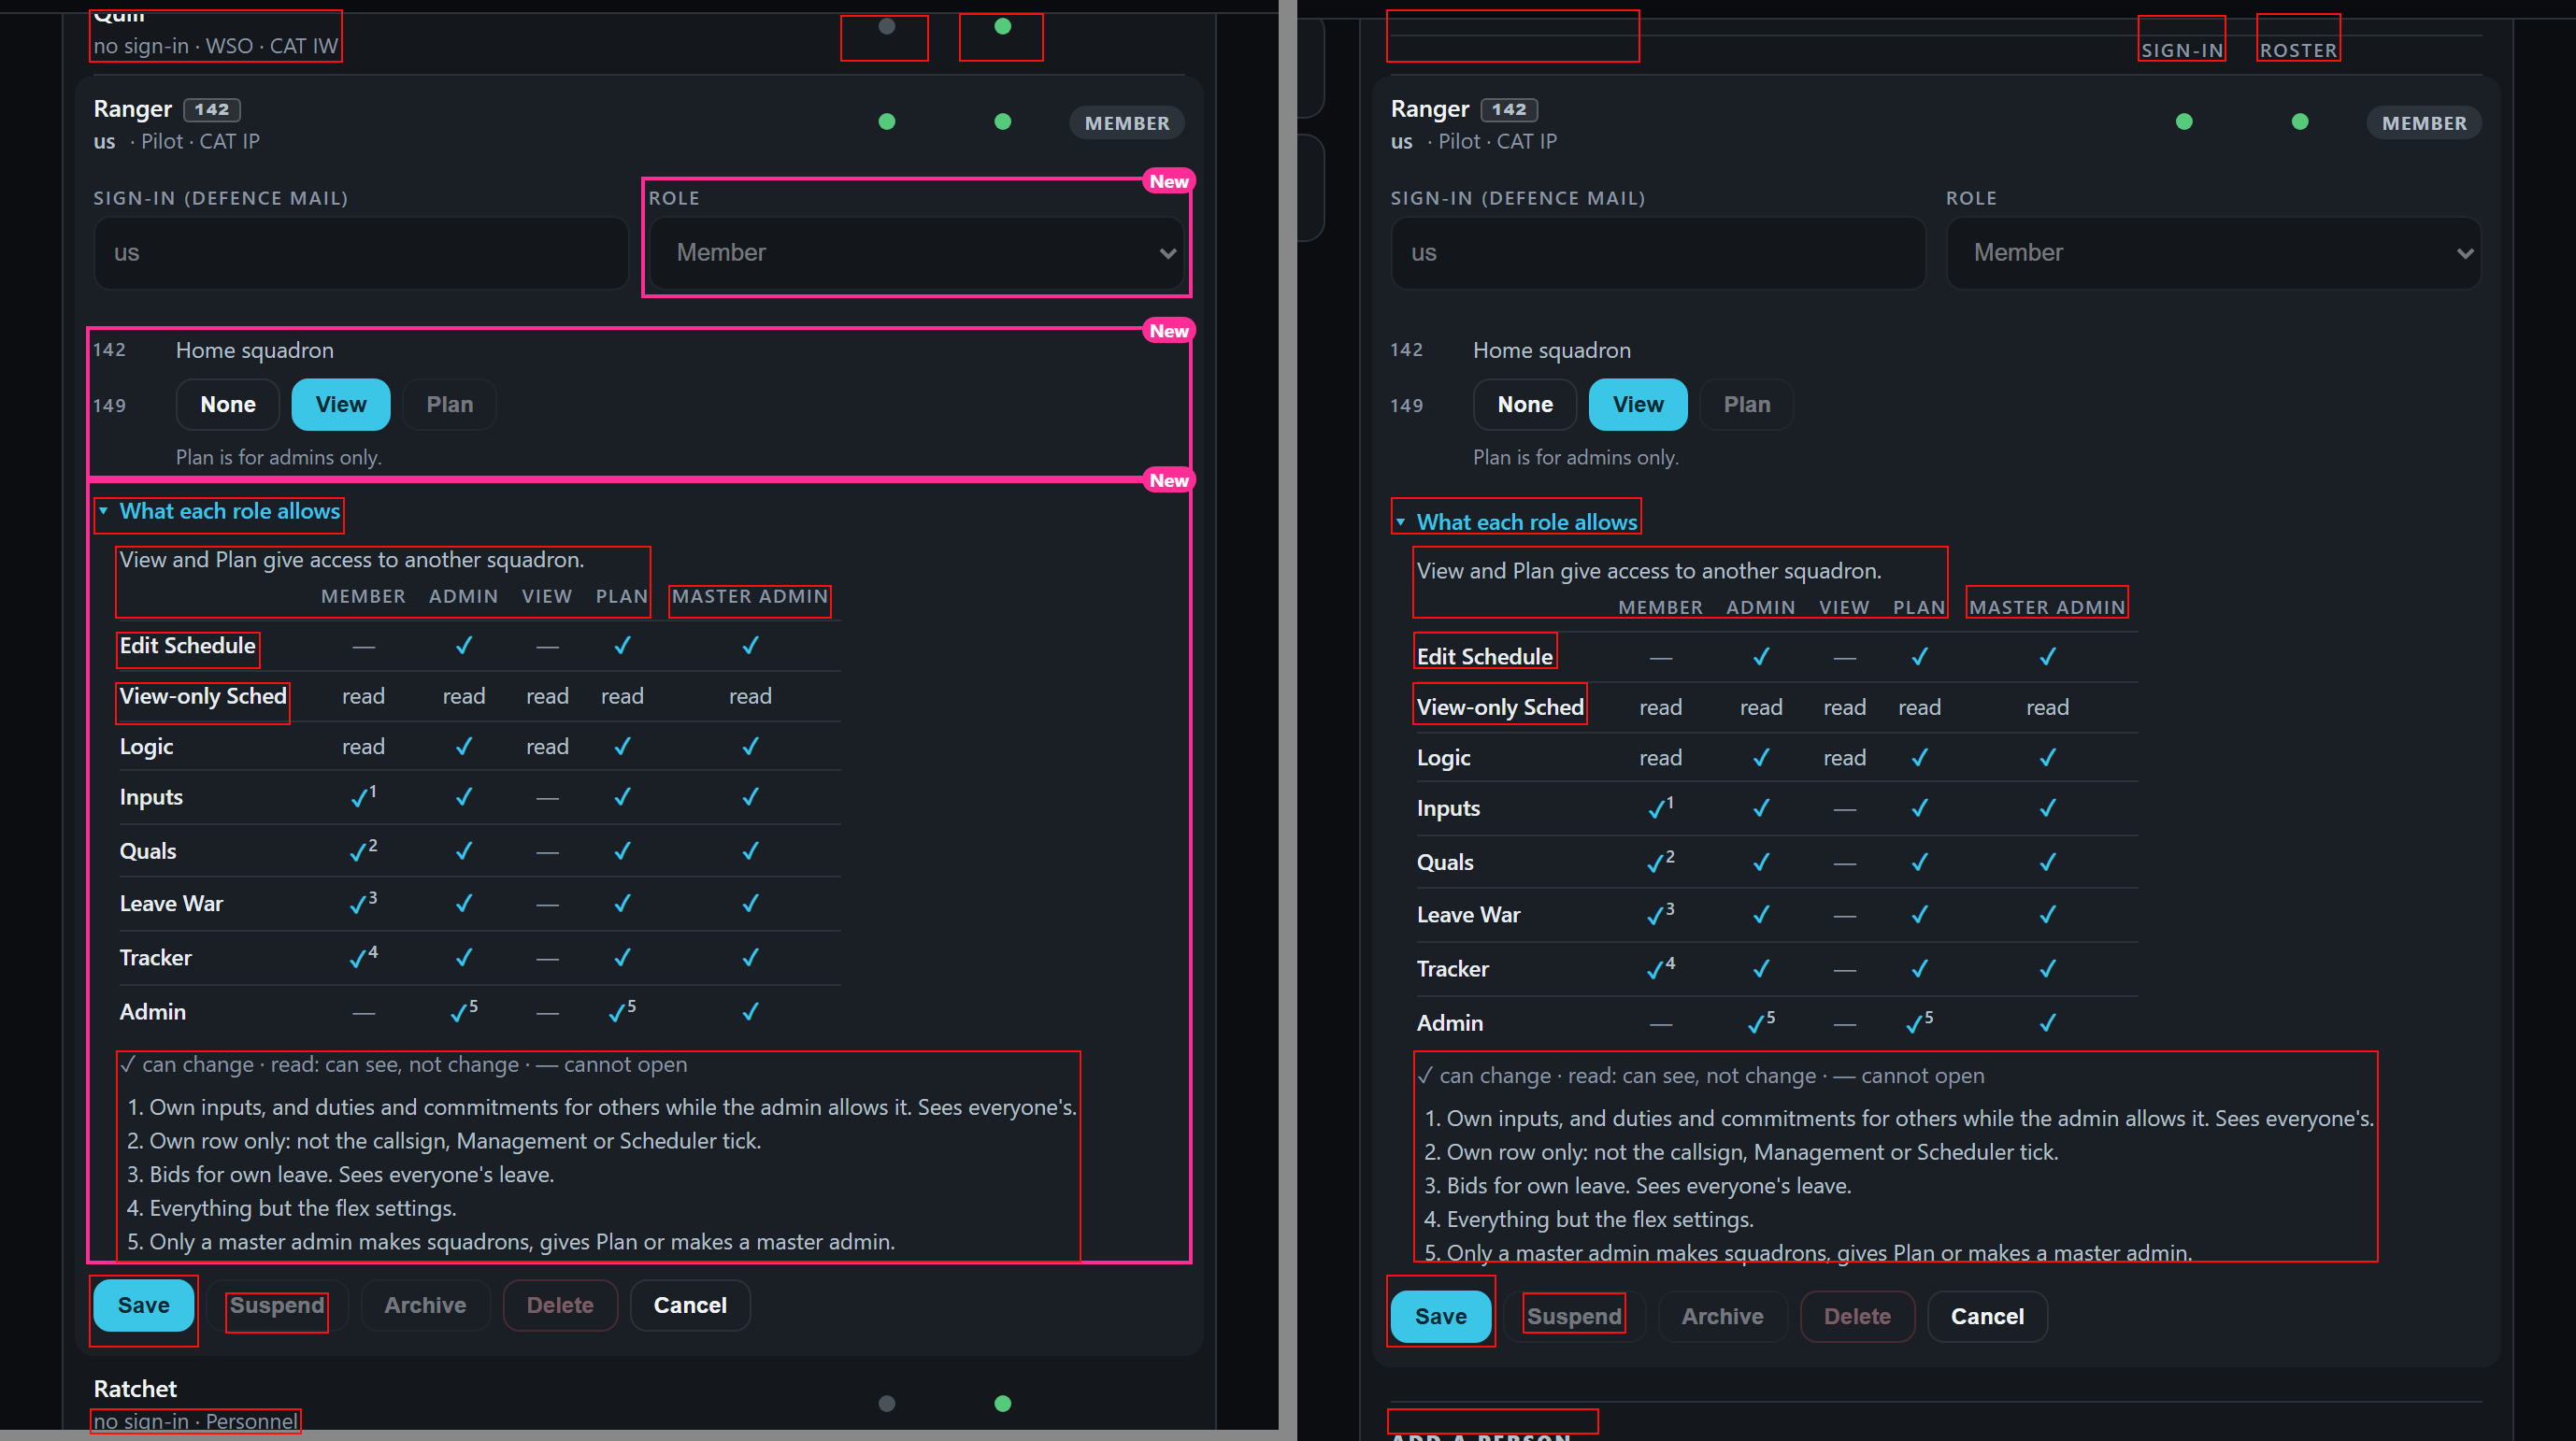 Quill
no sign-in · WSO · CAT IW
Ranger 142
us · Pilot · CAT IP
MEMBER
SIGN-IN (DEFENCE MAIL)
us
ROLE
New
Member
New
142 Home squadron
149 None View Plan
Plan is for admins only.
New
▾ What each role allows
View and Plan give access to another squadron.
MEMBER ADMIN VIEW PLAN MASTER ADMIN
Edit Schedule — ✓ — ✓ ✓
View-only Sched read read read read read
Logic read ✓ read ✓ ✓
Inputs ✓1 ✓ — ✓ ✓
Quals ✓2 ✓ — ✓ ✓
Leave War ✓3 ✓ — ✓ ✓
Tracker ✓4 ✓ — ✓ ✓
Admin — ✓5 — ✓5 ✓
✓ can change · read: can see, not change · — cannot open
1. Own inputs, and duties and commitments for others while the admin allows it. Sees everyone's.
2. Own row only: not the callsign, Management or Scheduler tick.
3. Bids for own leave. Sees everyone's leave.
4. Everything but the flex settings.
5. Only a master admin makes squadrons, gives Plan or makes a master admin.
Save Suspend Archive Delete Cancel
Ratchet
no sign-in · Personnel
SIGN-IN ROSTER
Ranger 142
us · Pilot · CAT IP
MEMBER
SIGN-IN (DEFENCE MAIL)
us
ROLE
Member
142 Home squadron
149 None View Plan
Plan is for admins only.
▾ What each role allows
View and Plan give access to another squadron.
MEMBER ADMIN VIEW PLAN MASTER ADMIN
Edit Schedule — ✓ — ✓ ✓
View-only Sched read read read read read
Logic read ✓ read ✓ ✓
Inputs ✓1 ✓ — ✓ ✓
Quals ✓2 ✓ — ✓ ✓
Leave War ✓3 ✓ — ✓ ✓
Tracker ✓4 ✓ — ✓ ✓
Admin — ✓5 — ✓5 ✓
✓ can change · read: can see, not change · — cannot open
1. Own inputs, and duties and commitments for others while the admin allows it. Sees everyone's.
2. Own row only: not the callsign, Management or Scheduler tick.
3. Bids for own leave. Sees everyone's leave.
4. Everything but the flex settings.
5. Only a master admin makes squadrons, gives Plan or makes a master admin.
Save Suspend Archive Delete Cancel
ADD A PERSON